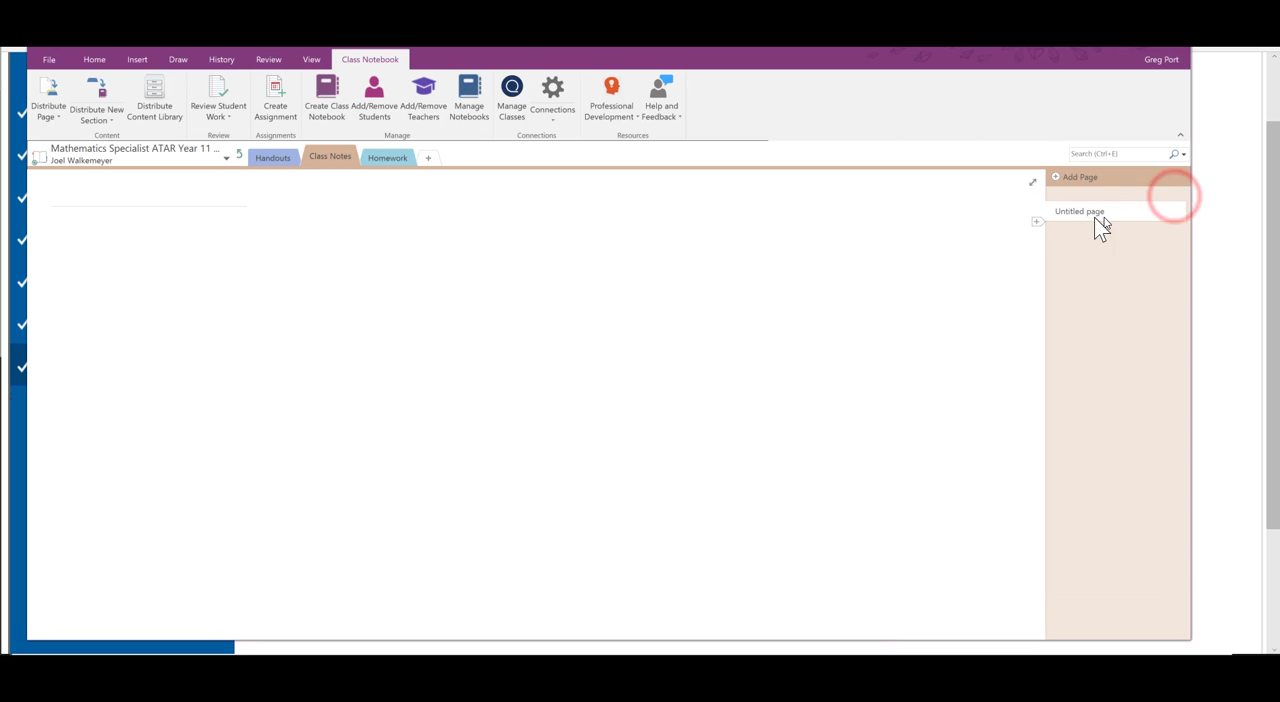 File Home Insert Draw History Review View Class Notebook Greg Port
Distribute Page
Distribute New Section
Distribute Content Library
Review Student Work
Create Assignment
Create Class Notebook
Add/Remove Students
Add/Remove Teachers
Manage Notebooks
Manage Classes
Connections
Professional Development
Help and Feedback
Content Review Assignments Manage Connections Resources
Mathematics Specialist ATAR Year 11 ...
Joel Walkemeyer
Handouts Class Notes Homework +
Search (Ctrl+E)
Add Page
Untitled page